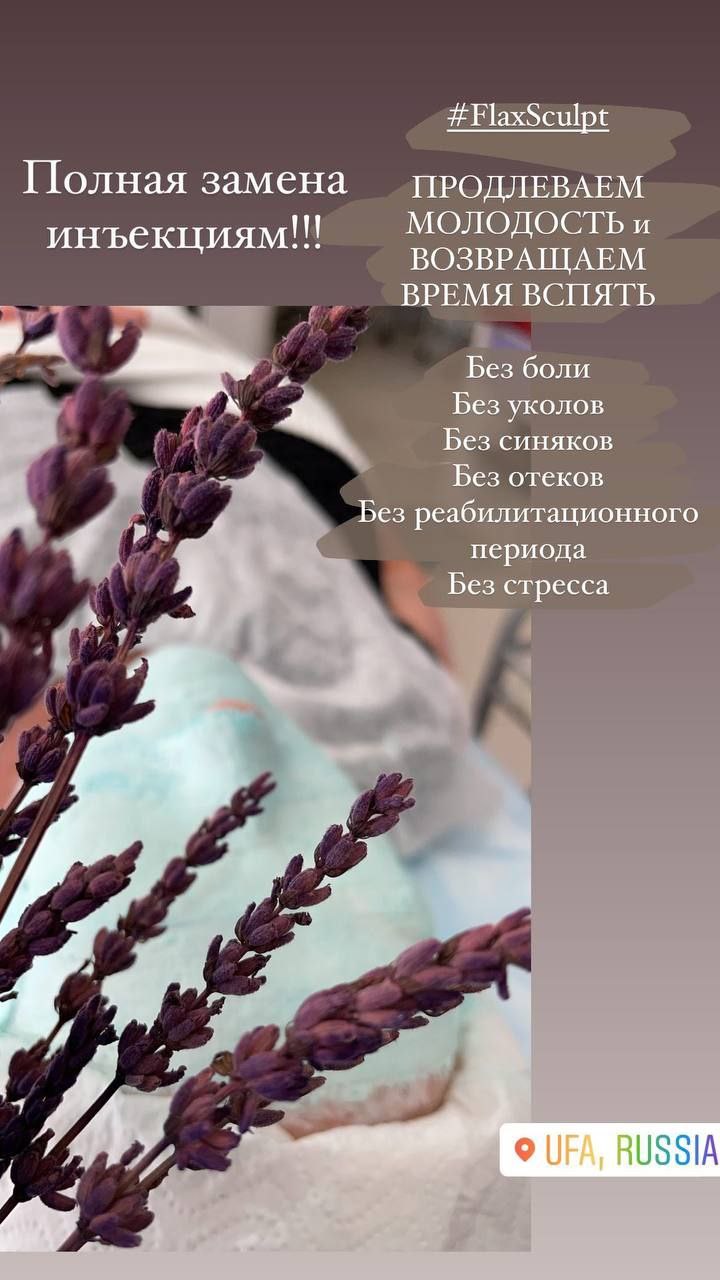 #FlaxSculpt
Полная замена
инъекциям!!!
ПРОДЛЕВАЕМ
МОЛОДОСТЬ и
ВОЗВРАЩАЕМ
ВРЕМЯ ВСПЯТЬ
Без боли
Без уколов
Без синяков
Без отеков
Без реабилитационного
периода
Без стресса
UFA, RUSSIA